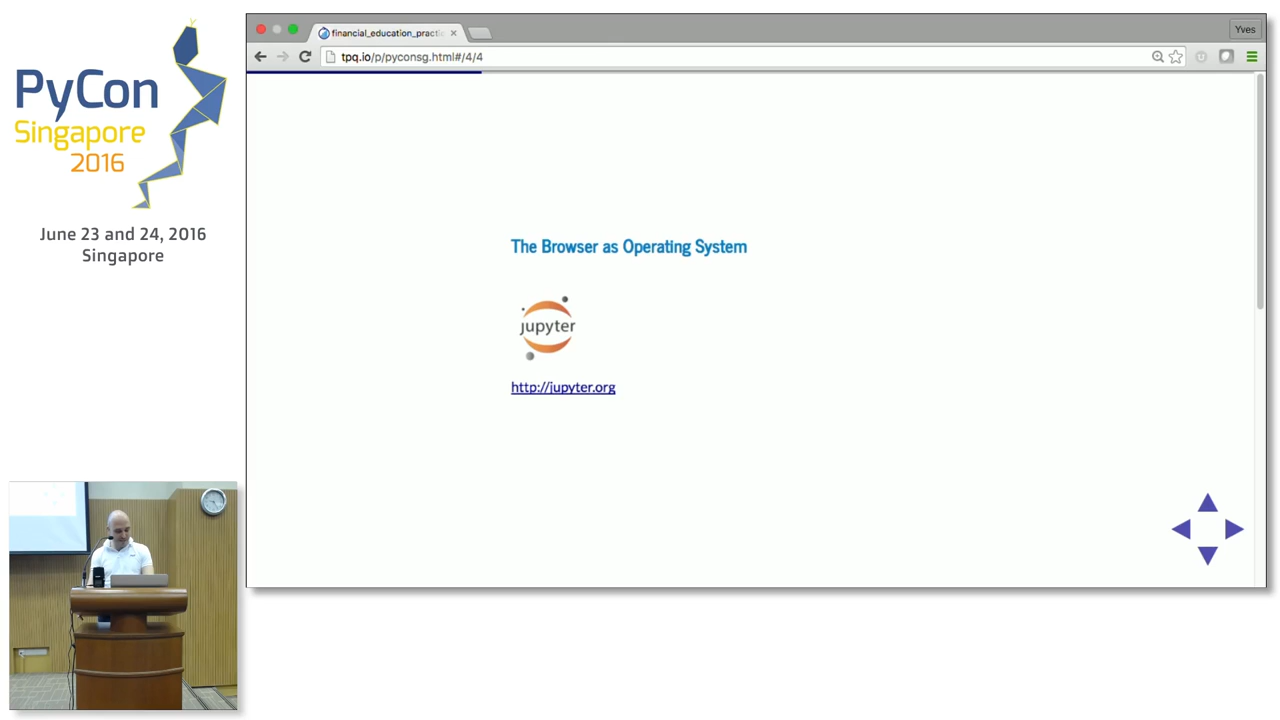 PyCon
Singapore
2016
June 23 and 24, 2016
Singapore
financial_education_practic
Yves
tpq.io/p/pyconsg.html#/4/4
The Browser as Operating System
jupyter
http://jupyter.org